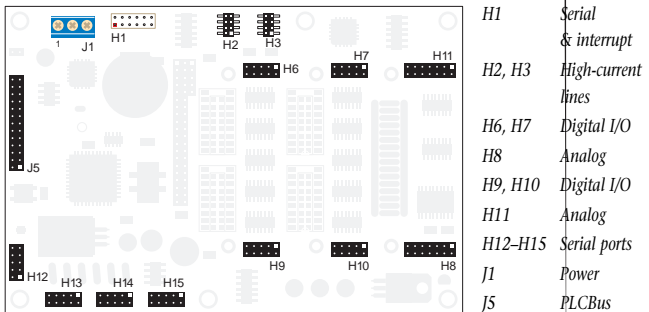 1
J1
H1
H2
H3
H6
H7
H11
J5
H12
H13
H14
H15
H9
H10
H8
H1 Serial
& interrupt
H2, H3 High-current
lines
H6, H7 Digital I/O
H8 Analog
H9, H10 Digital I/O
H11 Analog
H12–H15 Serial ports
J1 Power
J5 PLCBus